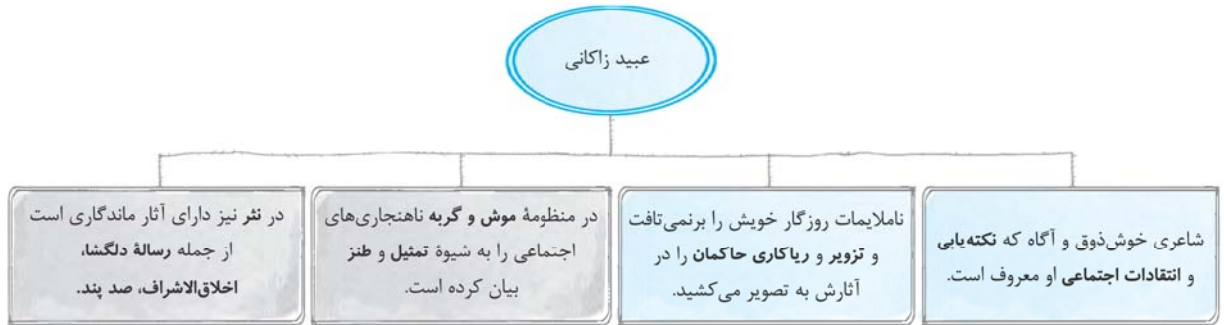 عبید زاکانی
شاعری خوش‌ذوق و آگاه که نکته‌یابی
و انتقادات اجتماعی او معروف است.
ناملایمات روزگار خویش را برنمی‌تافت
و تزویر و ریاکاری حاکمان را در
آثارش به تصویر می‌کشید.
در منظومۀ موش و گربه ناهنجاری‌های
اجتماعی را به شیوۀ تمثیل و طنز
بیان کرده است.
در نثر نیز دارای آثار ماندگاری است
از جمله رسالۀ دلگشا،
اخلاق‌الاشراف، صد پند.